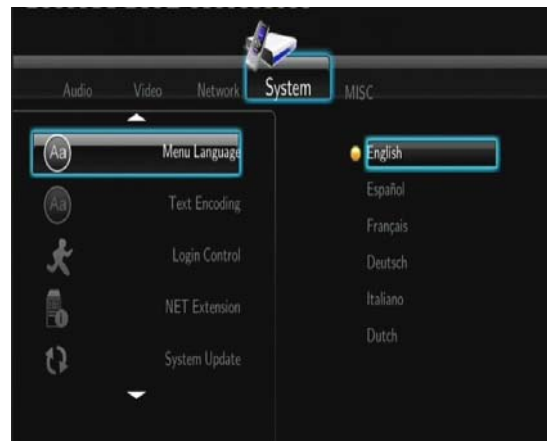 Audio Video Network System MISC
Aa Menu Language
Aa Text Encoding
Login Control
NET Extension
System Update
English
Español
Français
Deutsch
Italiano
Dutch